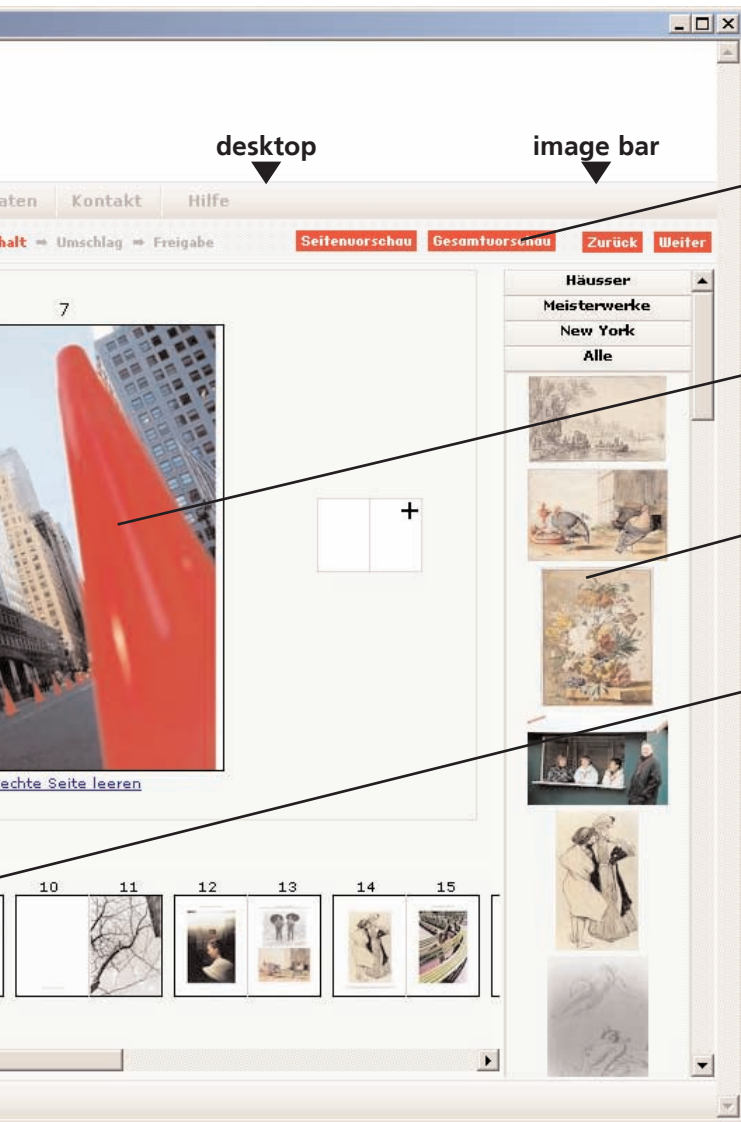 desktop image bar
aten Kontakt Hilfe
halt ➡ Umschlag ➡ Freigabe Seitenvorschau Gesamtvorschau Zurück Weiter
Häusser
Meisterwerke
New York
Alle
7
echte Seite leeren
10 11 12 13 14 15